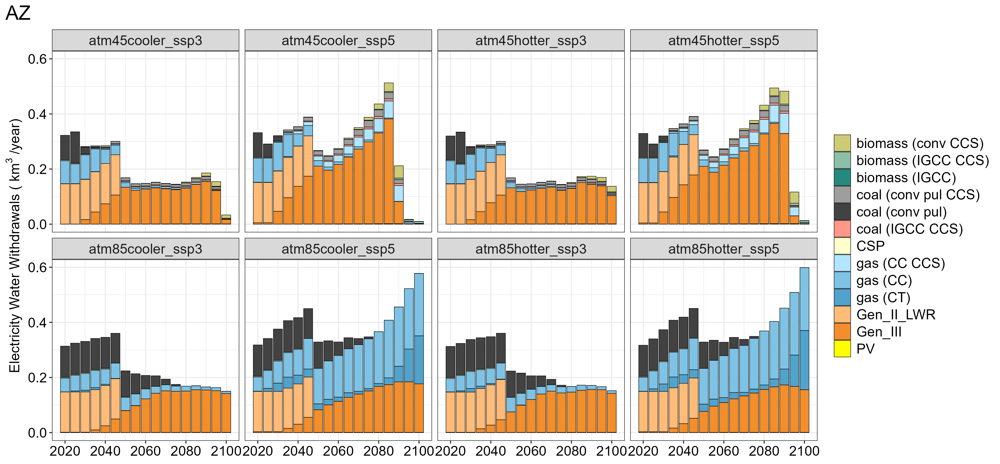 AZ
atm45cooler_ssp3 atm45cooler_ssp5 atm45hotter_ssp3 atm45hotter_ssp5
0.6
0.4
0.2
0.0
atm85cooler_ssp3 atm85cooler_ssp5 atm85hotter_ssp3 atm85hotter_ssp5
0.6
0.4
0.2
0.0
2020 2040 2060 2080 2100 2020 2040 2060 2080 2100 2020 2040 2060 2080 2100 2020 2040 2060 2080 2100
Electricity Water Withdrawals ( km³ /year)
biomass (conv CCS)
biomass (IGCC CCS)
biomass (IGCC)
coal (conv pul CCS)
coal (conv pul)
coal (IGCC CCS)
CSP
gas (CC CCS)
gas (CC)
gas (CT)
Gen_II_LWR
Gen_III
PV